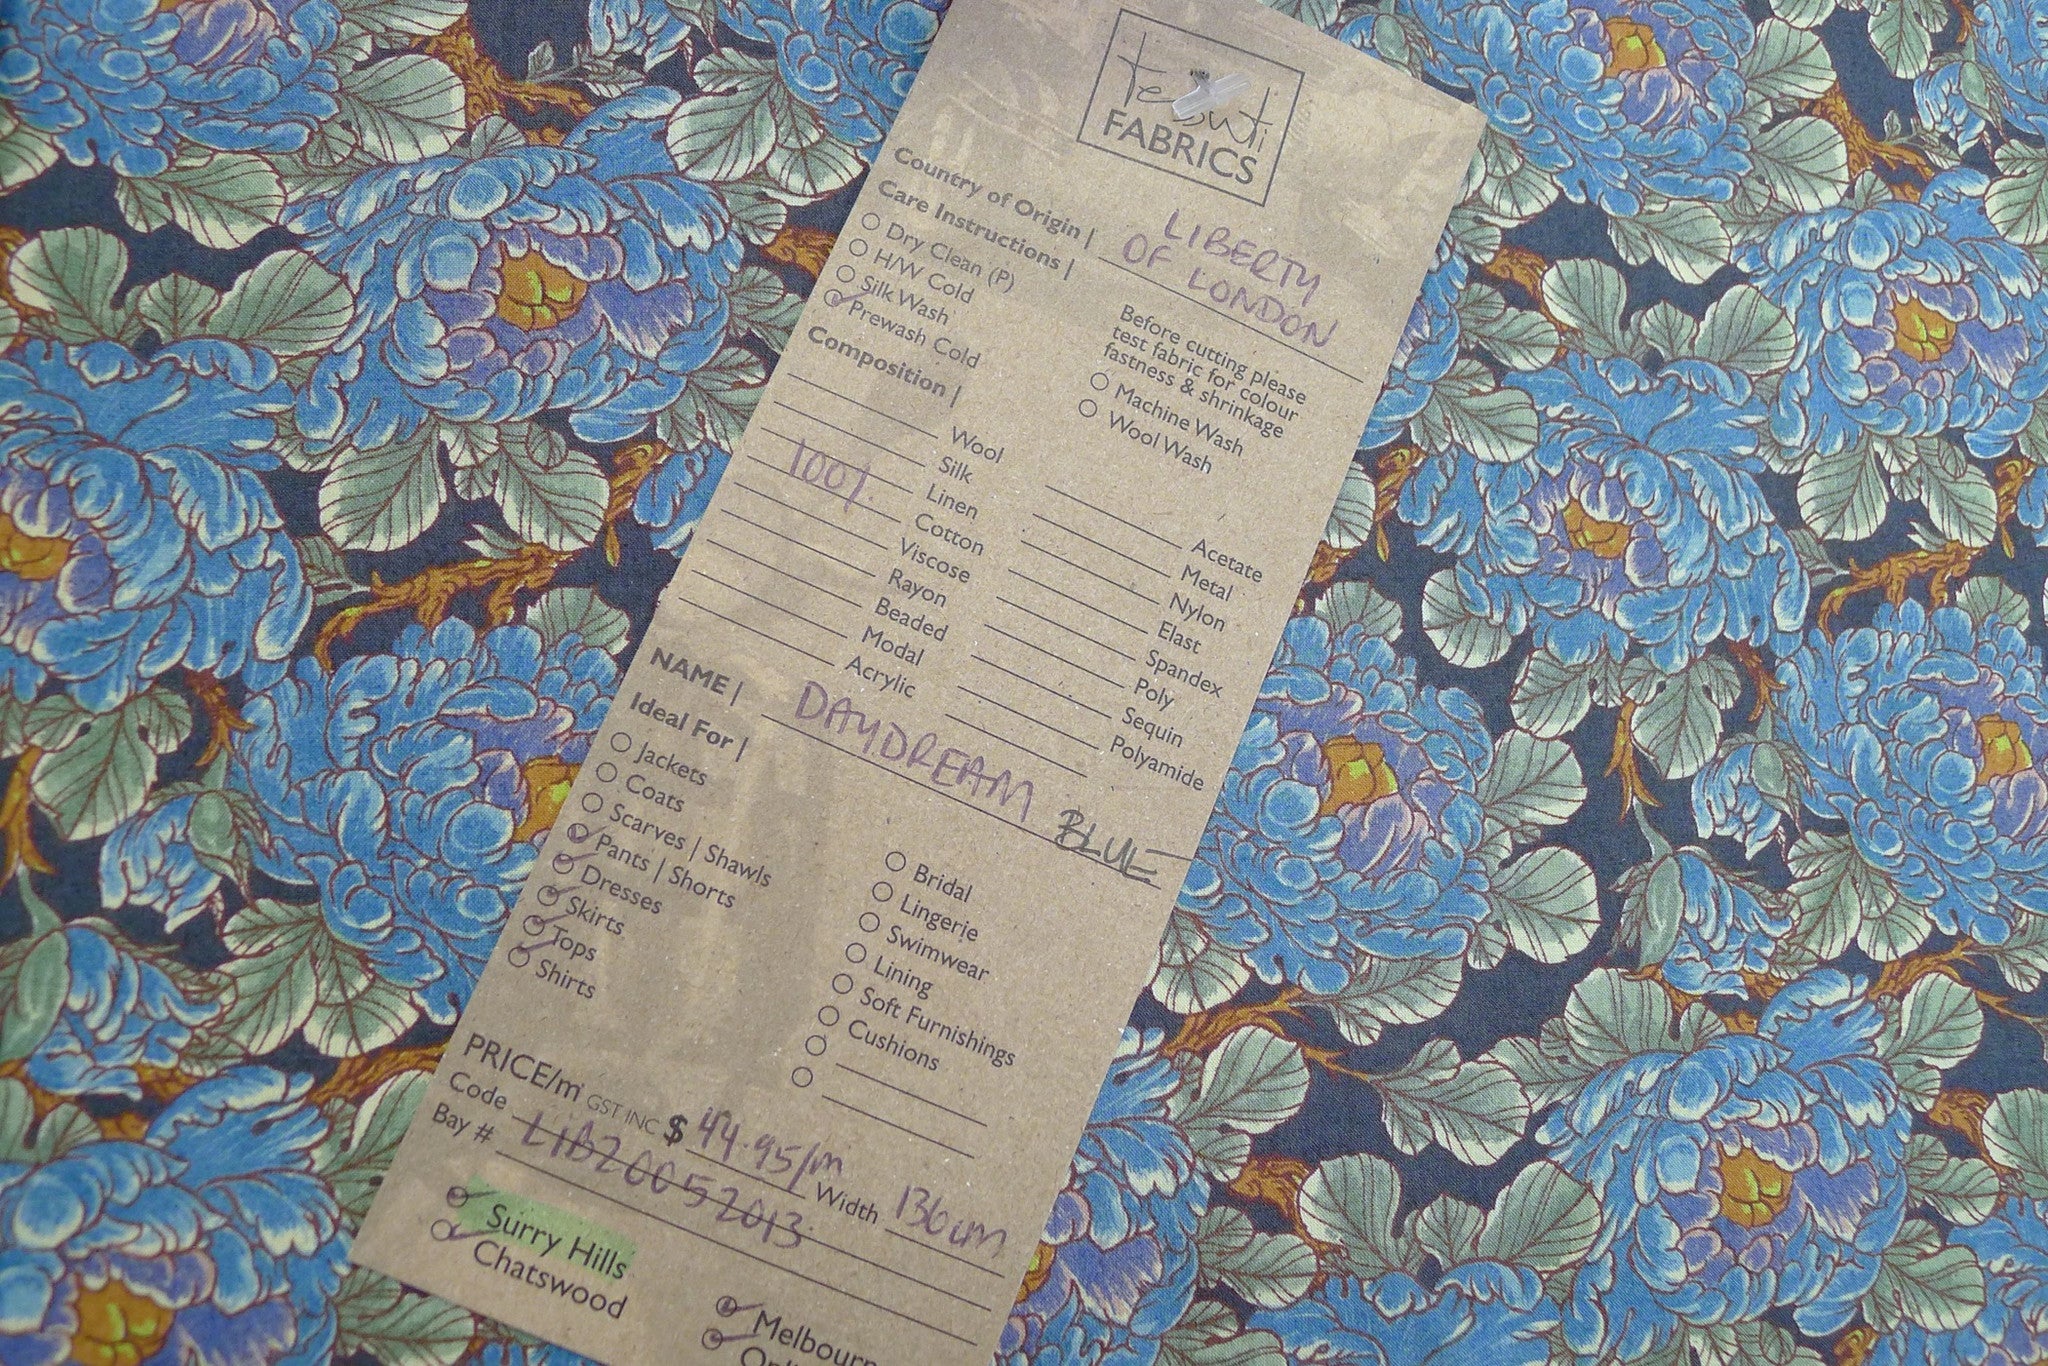 FABRICS
Country of Origin | LIBERTY
OF LONDON
Care Instructions |
Dry Clean (P)
H/W Cold
Silk Wash
Prewash Cold
Before cutting please
test fabric for colour
fastness & shrinkage
Machine Wash
Wool Wash
Composition |
Wool
Silk
Linen
100% Cotton
Viscose
Rayon
Beaded
Modal
Acrylic
Acetate
Metal
Nylon
Elast
Spandex
Poly
Sequin
Polyamide
NAME | DAYDREAM BLUE
Ideal For |
Jackets
Coats
Scarves | Shawls
Pants | Shorts
Dresses
Skirts
Tops
Shirts
Bridal
Lingerie
Swimwear
Lining
Soft Furnishings
Cushions
PRICE/m GST INC $ 44.95/m
Code LIB20052013 Width 136cm
Bay #
Surry Hills
Chatswood
Melbourn